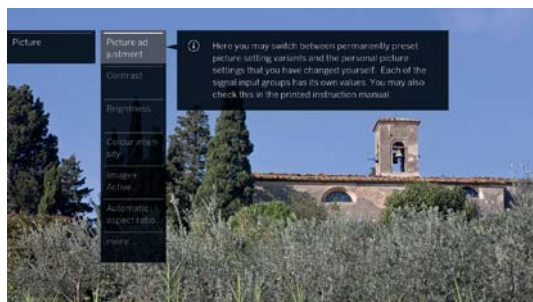 Picture
Picture ad
justment
Here you may switch between permanently preset
picture setting variants and the personal picture
settings that you have changed yourself. Each of the
signal input groups has its own values. You may also
check this in the printed instruction manual.
Contrast
Brightness
Colour inten
sity
Image+
Active
Automatic
aspect ratio
more ...